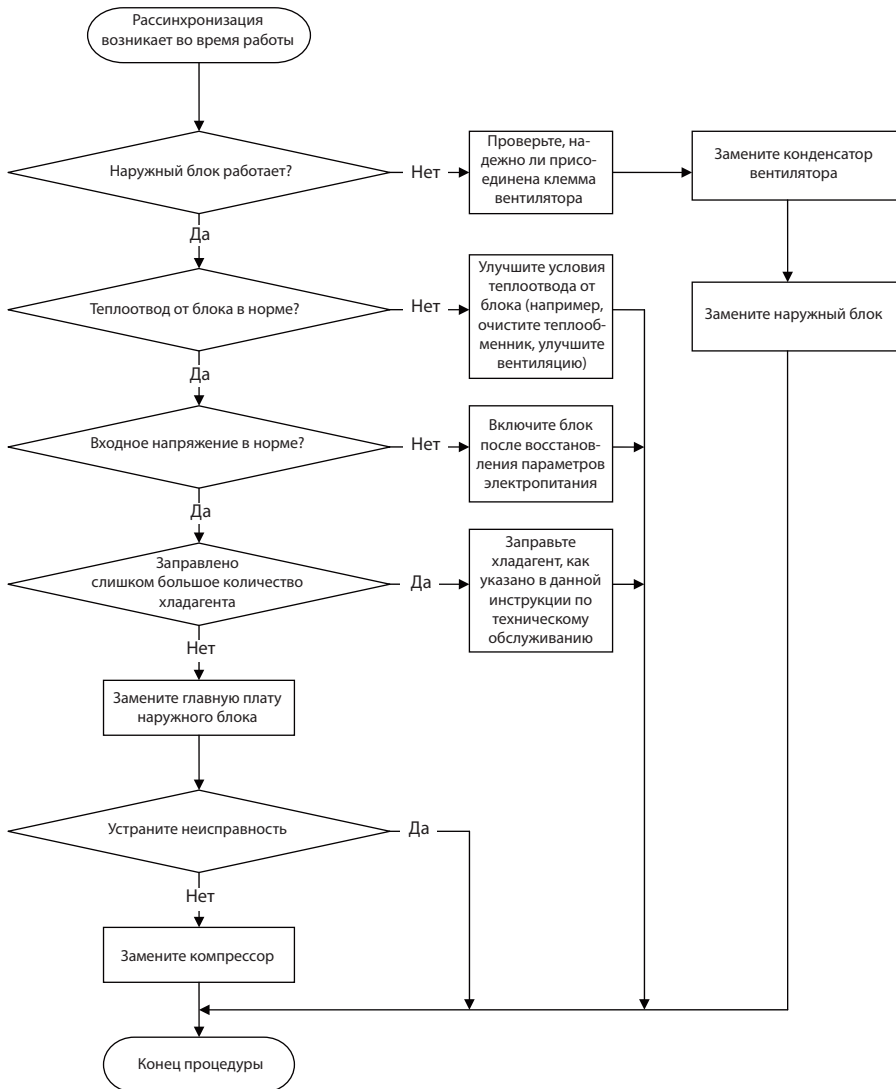 Рассинхронизация
возникает во время работы
Наружный блок работает?
Нет
Проверьте, на-
дежно ли присо-
единена клемма
вентилятора
Замените конденсатор
вентилятора
Да
Теплоотвод от блока в норме?
Нет
Улучшите условия
теплоотвода от
блока (например,
очистите теплооб-
менник, улучшите
вентиляцию)
Замените наружный блок
Да
Входное напряжение в норме?
Нет
Включите блок
после восстанов-
ления параметров
электропитания
Да
Заправлено
слишком большое количество
хладагента
Да
Заправьте
хладагент, как
указано в данной
инструкции по
техническому
обслуживанию
Нет
Замените главную плату
наружного блока
Устраните неисправность
Да
Нет
Замените компрессор
Конец процедуры